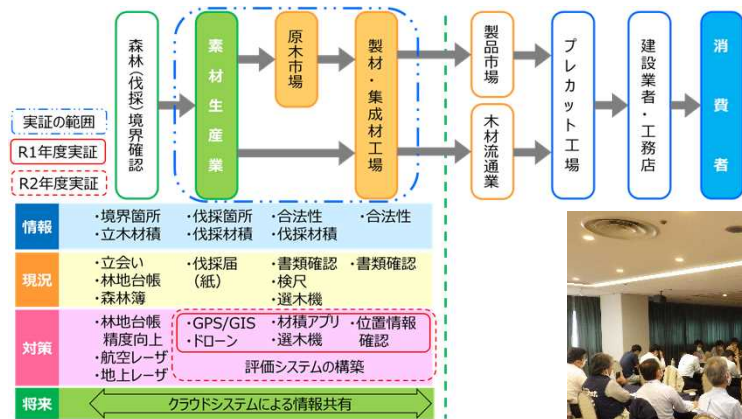 森林(伐採)境界確認
素材生産業
原木市場
製材・集成材工場
製品市場
木材流通業
プレカット工場
建設業者・工務店
消費者
実証の範囲
R1年度実証
R2年度実証
情報
・境界箇所
・立木材積
・伐採箇所
・伐採材積
・合法性
・伐採材積
・合法性
現況
・立会い
・林地台帳
・森林簿
・伐採届
(紙)
・書類確認
・検尺
・選木機
・書類確認
対策
・林地台帳
精度向上
・航空レーザ
・地上レーザ
・GPS/GIS
・ドローン
・材積アプリ
・選木機
・位置情報
確認
評価システムの構築
将来
クラウドシステムによる情報共有